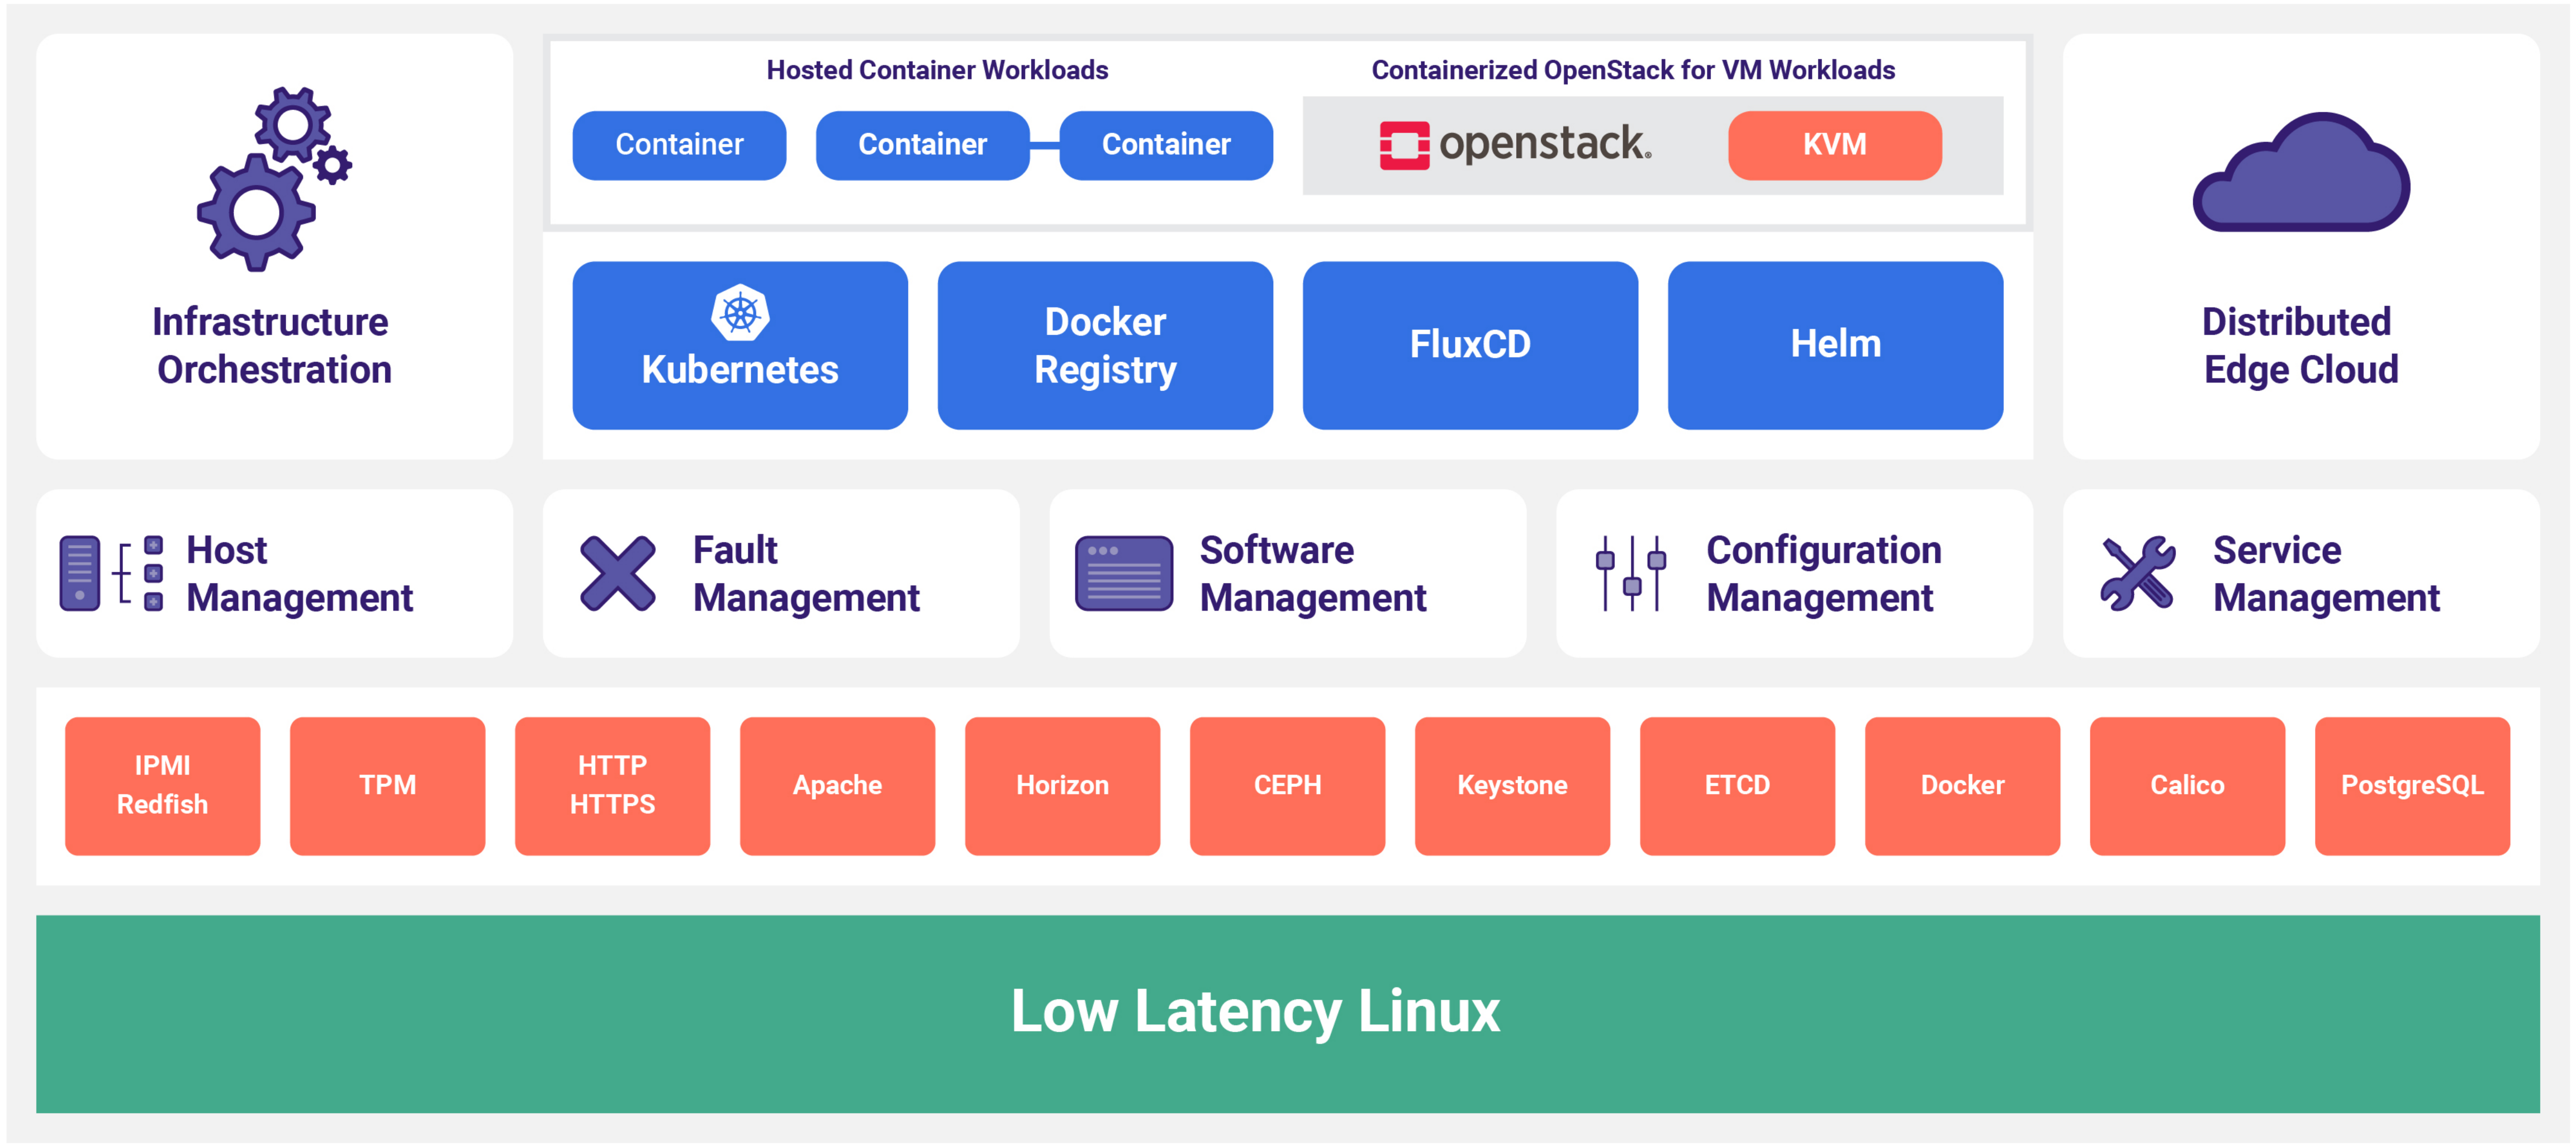 Hosted Container Workloads
Containerized OpenStack for VM Workloads
Container
Container
Container
openstack.
KVM
Infrastructure
Orchestration
Kubernetes
Docker
Registry
FluxCD
Helm
Distributed
Edge Cloud
Host
Management
Fault
Management
Software
Management
Configuration
Management
Service
Management
IPMI
Redfish
TPM
HTTP
HTTPS
Apache
Horizon
CEPH
Keystone
ETCD
Docker
Calico
PostgreSQL
Low Latency Linux